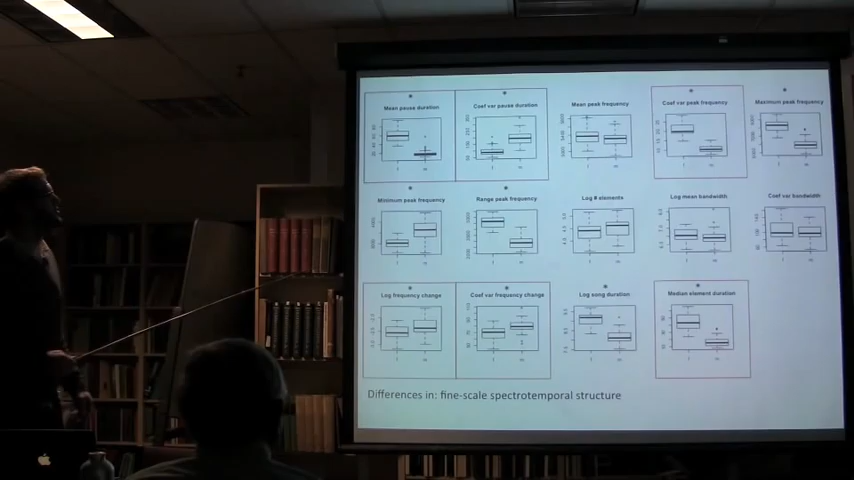 Mean pause duration
Coef var pause duration
Mean peak frequency
Coef var peak frequency
Maximum peak frequency
Minimum peak frequency
Range peak frequency
Log # elements
Log mean bandwidth
Coef var bandwidth
Log frequency change
Coef var frequency change
Log song duration
Median element duration
Differences in: fine-scale spectrotemporal structure